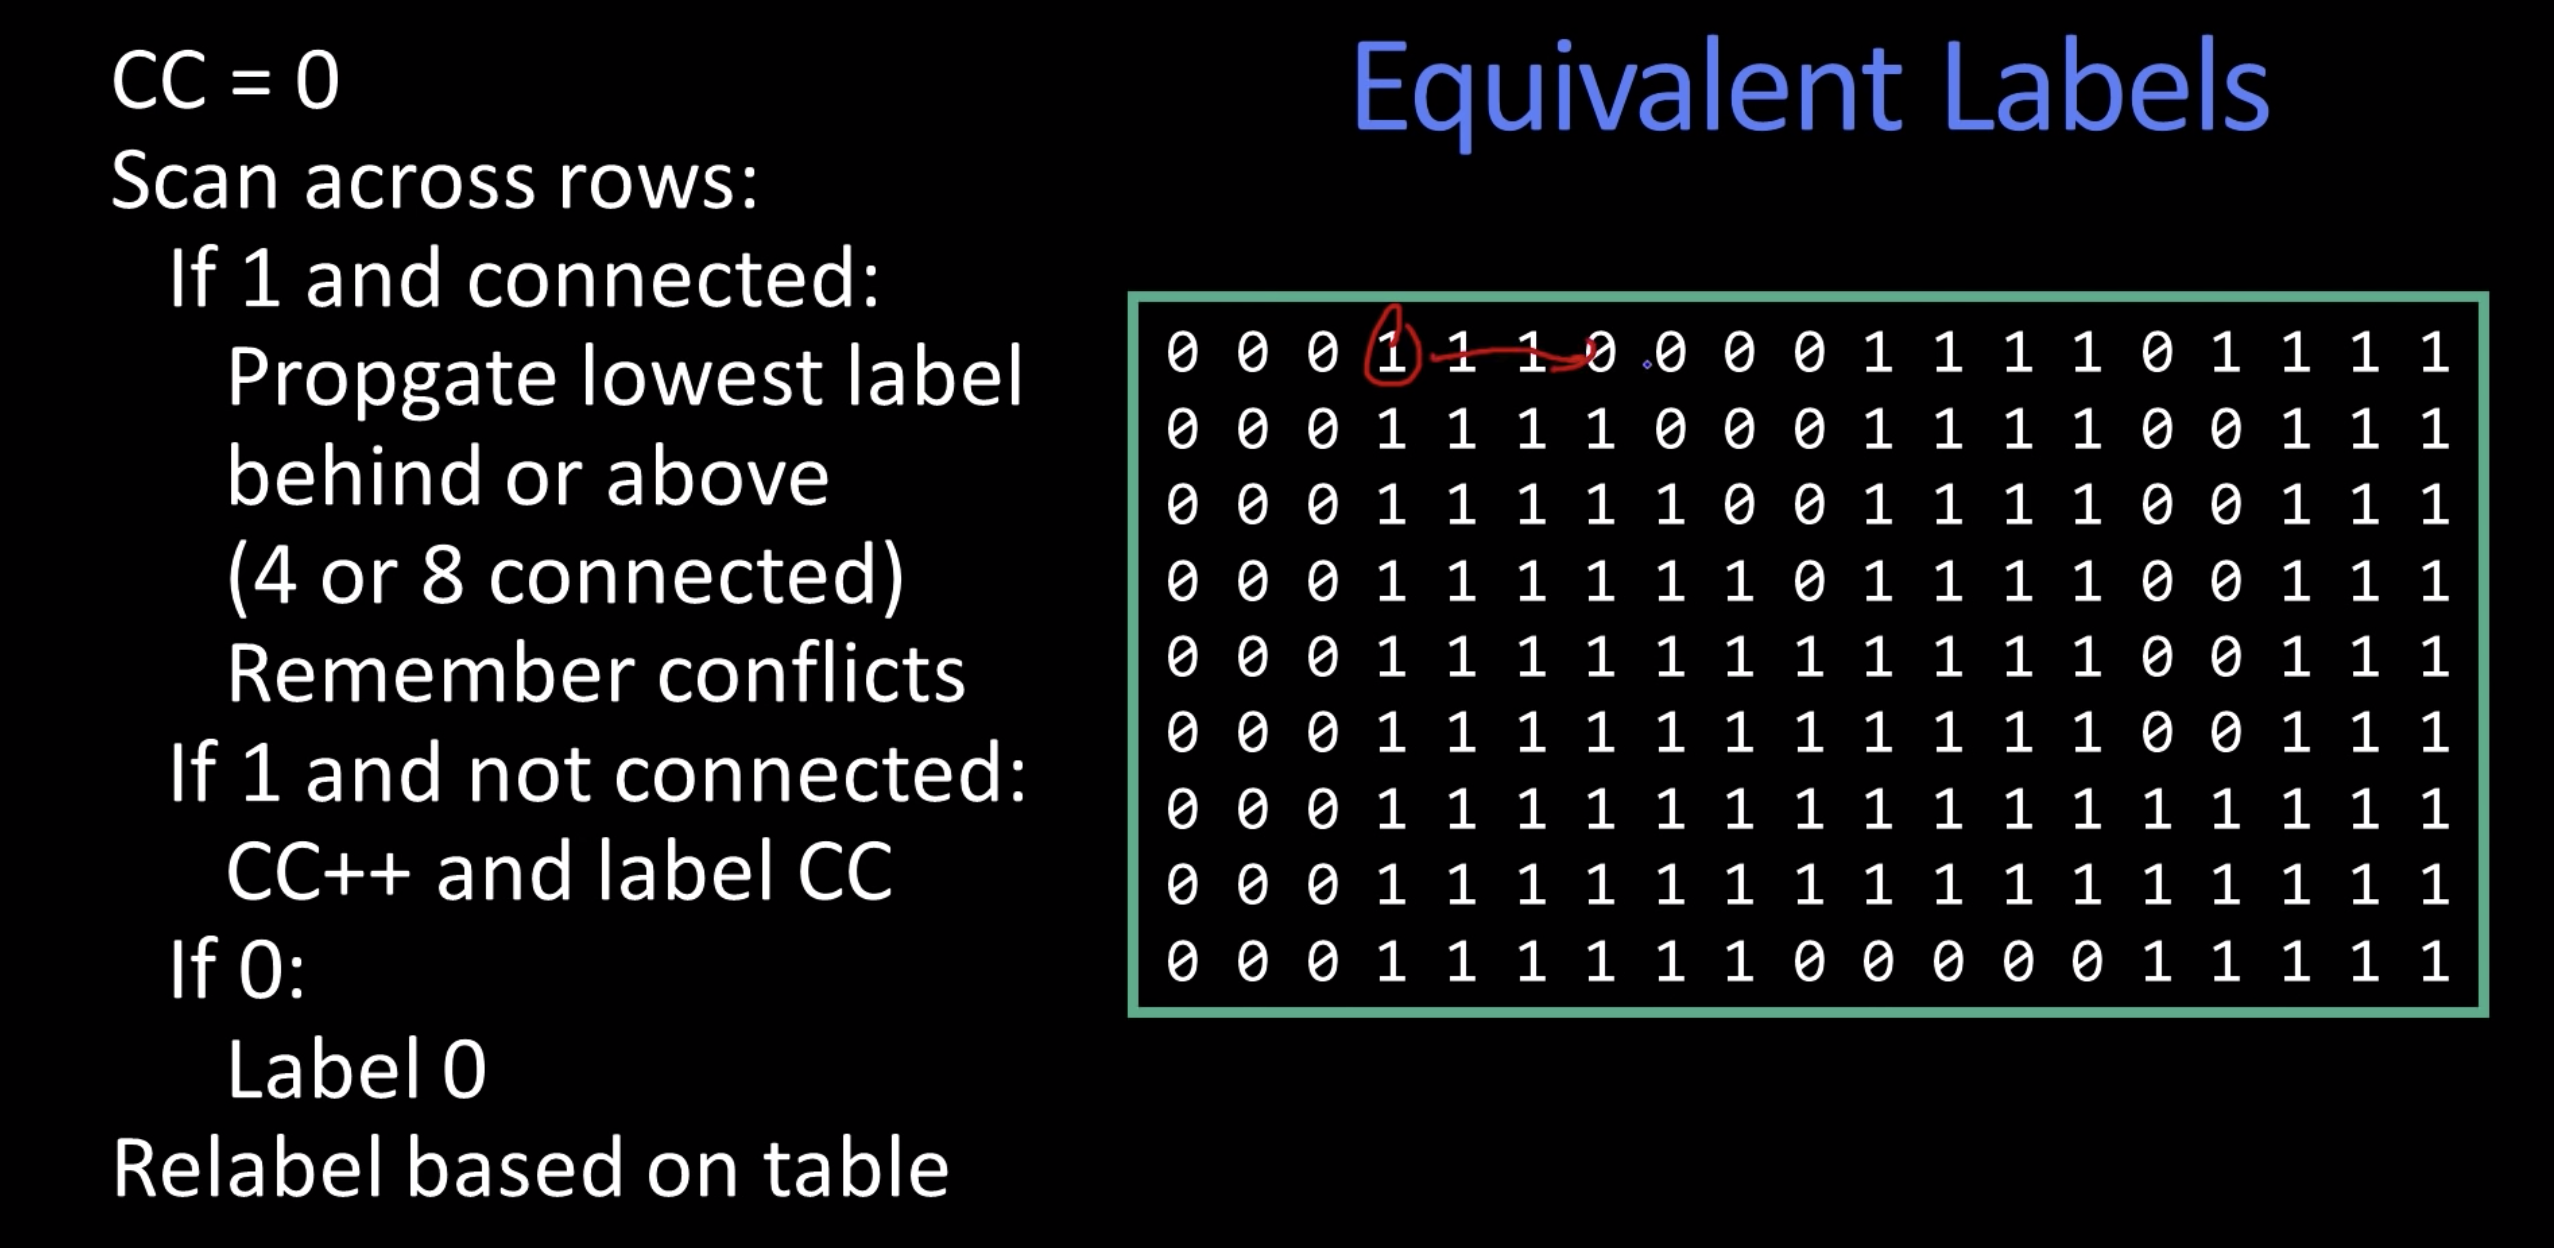 CC = 0
Scan across rows:
If 1 and connected:
Propgate lowest label
behind or above
(4 or 8 connected)
Remember conflicts
If 1 and not connected:
CC++ and label CC
If 0:
Label 0
Relabel based on table
Equivalent Labels
0 0 0 1 1 1 0 0 0 0 1 1 1 1 0 1 1 1 1
0 0 0 1 1 1 1 0 0 0 1 1 1 1 0 0 1 1 1
0 0 0 1 1 1 1 1 0 0 1 1 1 1 0 0 1 1 1
0 0 0 1 1 1 1 1 1 0 1 1 1 1 0 0 1 1 1
0 0 0 1 1 1 1 1 1 1 1 1 1 1 0 0 1 1 1
0 0 0 1 1 1 1 1 1 1 1 1 1 1 0 0 1 1 1
0 0 0 1 1 1 1 1 1 1 1 1 1 1 1 1 1 1 1
0 0 0 1 1 1 1 1 1 1 1 1 1 1 1 1 1 1 1
0 0 0 1 1 1 1 1 1 0 0 0 0 0 1 1 1 1 1